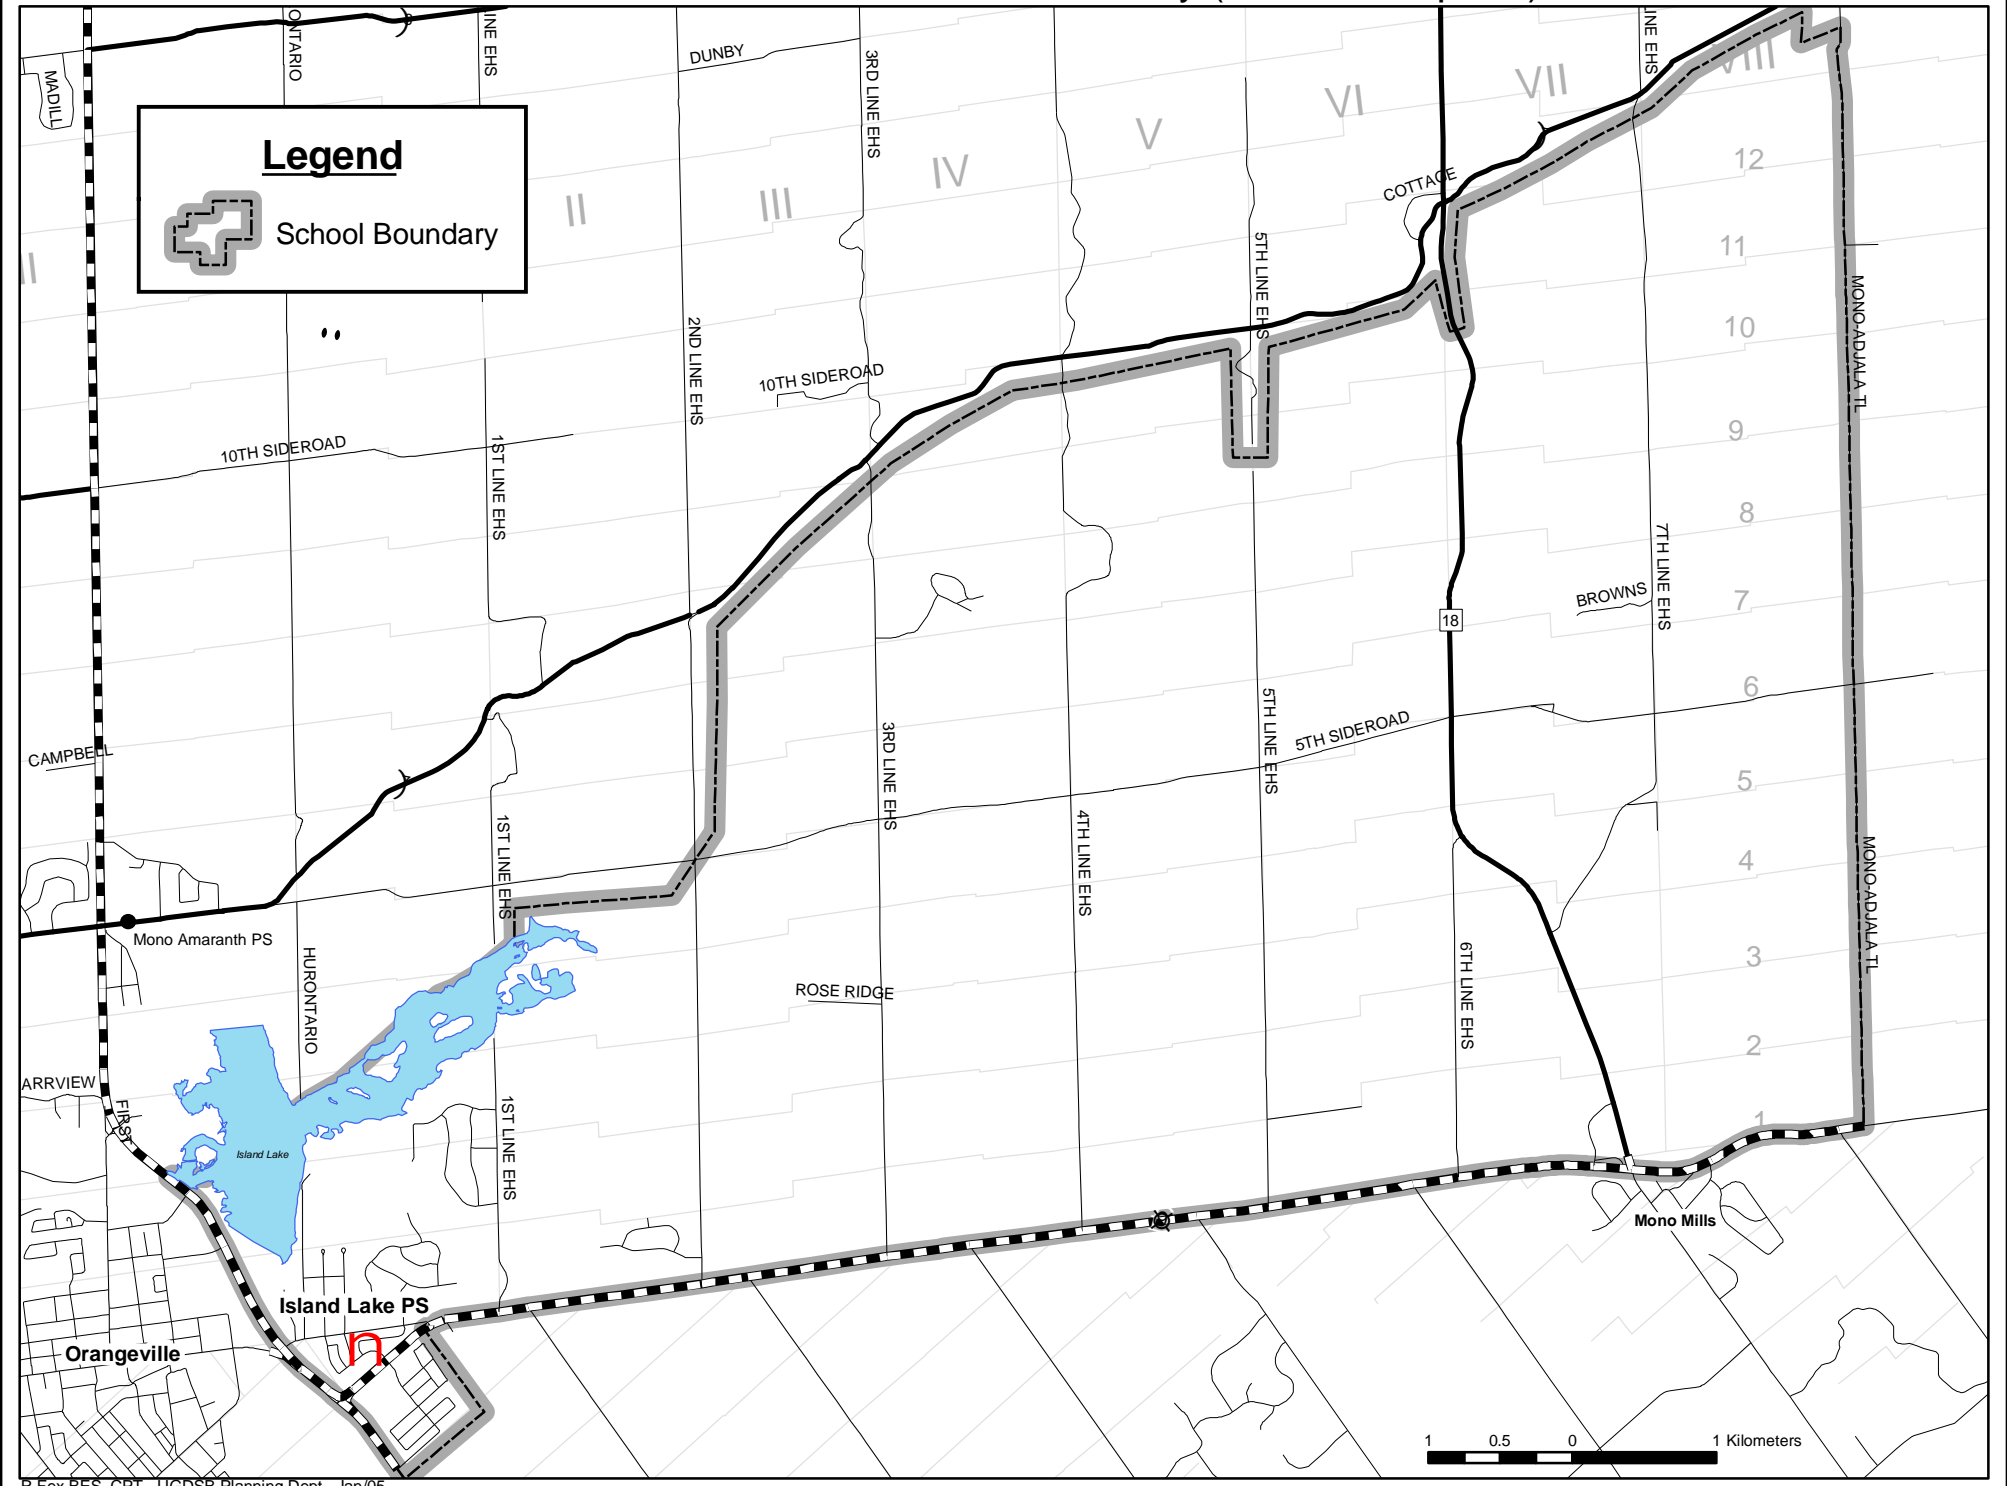 ONTARIO
INE EHS
DUNBY
3RD LINE EHS
INE EHS
MADILL
VIII
VII
VI
V
IV
III
II
II
Legend
School Boundary
COTTAGE
12
11
10
9
8
7
6
5
4
3
2
1
5TH LINE EHS
MONO-ADJALA TL
2ND LINE EHS
10TH SIDEROAD
10TH SIDEROAD
1ST LINE EHS
7TH LINE EHS
BROWNS
18
5TH LINE EHS
5TH SIDEROAD
3RD LINE EHS
CAMPBELL
1ST LINE EHS
4TH LINE EHS
MONO-ADJALA TL
Mono Amaranth PS
HURONTARIO
6TH LINE EHS
ROSE RIDGE
ARRVIEW
FIRST
1ST LINE EHS
Island Lake
Mono Mills
Island Lake PS
n
Orangeville
1 0.5 0 1 Kilometers